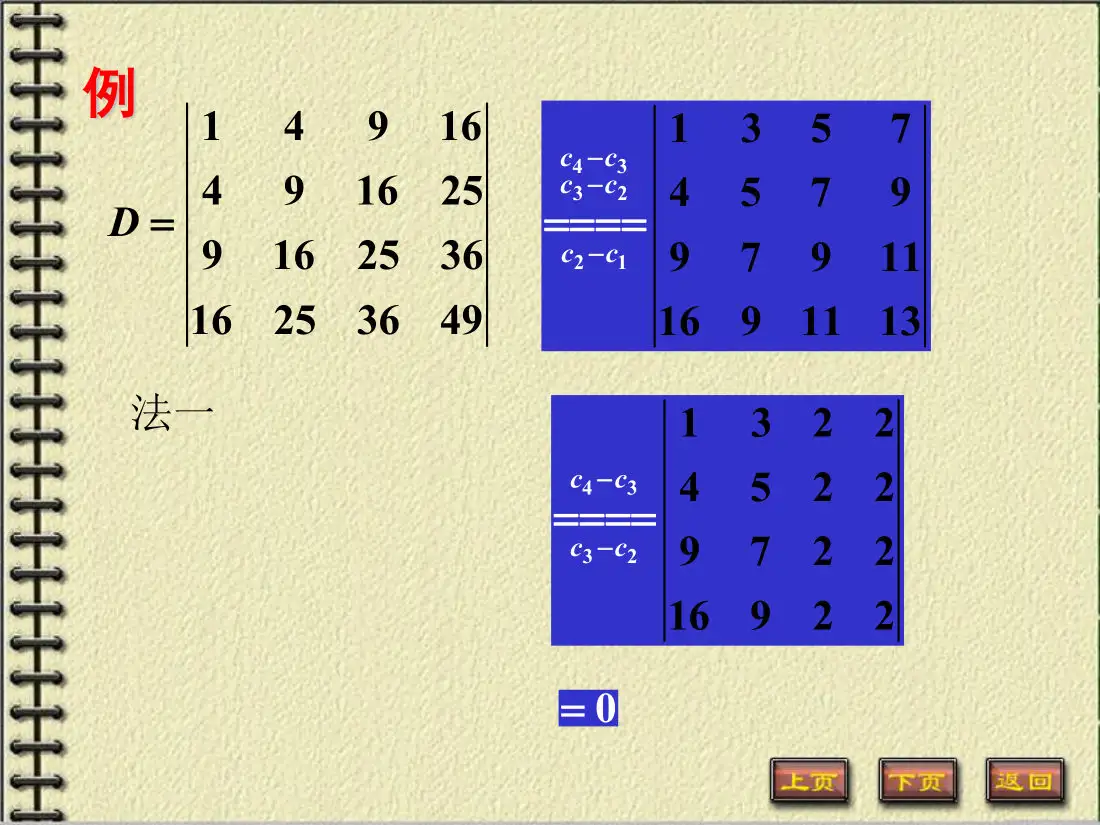 例
D = | 1 4 9 16 |
| 4 9 16 25 |
| 9 16 25 36 |
| 16 25 36 49 |
法一
c₄−c₃
c₃−c₂
====
c₂−c₁
| 1 3 5 7 |
| 4 5 7 9 |
| 9 7 9 11 |
| 16 9 11 13 |
c₄−c₃
====
c₃−c₂
| 1 3 2 2 |
| 4 5 2 2 |
| 9 7 2 2 |
| 16 9 2 2 |
= 0
上页 下页 返回